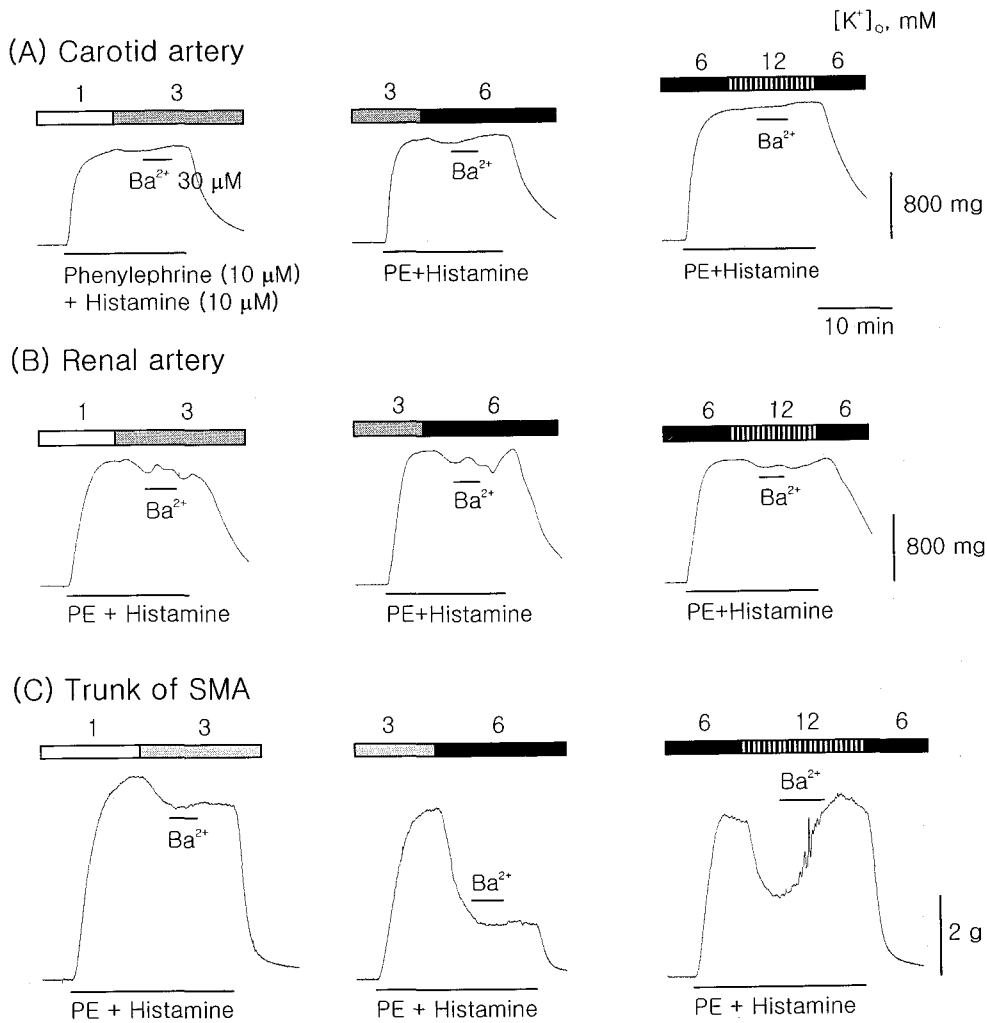 [K⁺]ₒ, mM
(A) Carotid artery
1 3
3 6
6 12 6
Ba²⁺ 30 μM
Ba²⁺
Ba²⁺
800 mg
Phenylephrine (10 μM)
+ Histamine (10 μM)
PE+Histamine
PE+Histamine
10 min
(B) Renal artery
1 3
3 6
6 12 6
Ba²⁺
Ba²⁺
Ba²⁺
800 mg
PE + Histamine
PE+Histamine
PE+Histamine
(C) Trunk of SMA
1 3
3 6
6 12 6
Ba²⁺
Ba²⁺
Ba²⁺
2 g
PE + Histamine
PE + Histamine
PE + Histamine